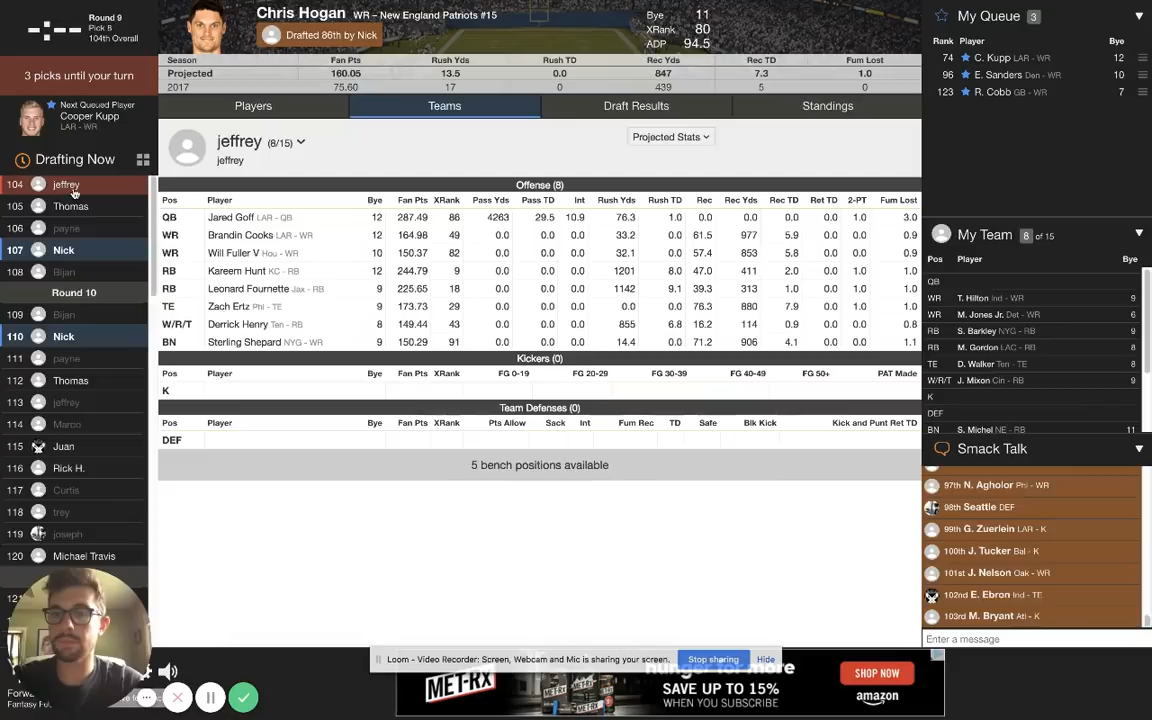 Round 9
Pick 8
104th Overall
3 picks until your turn
Next Queued Player
Cooper Kupp
LAR - WR
Drafting Now
104 jeffrey
105 Thomas
106 payne
107 Nick
108 Bijan
Round 10
109 Bijan
110 Nick
111 payne
112 Thomas
113 jeffrey
114 Marco
115 Juan
116 Rick H.
117 Curtis
118 trey
119 joseph
120 Michael Travis
Chris Hogan WR – New England Patriots #15
Drafted 86th by Nick
Bye 11
XRank 80
ADP 94.5
Season Fan Pts Rush Yds Rush TD Rec Yds Rec TD Fum Lost
Projected 160.05 13.5 0.0 847 7.3 1.0
2017 75.60 17 0 439 5 0
Players Teams Draft Results Standings
jeffrey (8/15)
jeffrey
Projected Stats
Offense (8)
Pos Player Bye Fan Pts XRank Pass Yds Pass TD Int Rush Yds Rush TD Rec Rec Yds Rec TD Ret TD 2-PT Fum Lost
QB Jared Goff LAR - QB 12 287.49 86 4263 29.5 10.9 76.3 1.0 0.0 0.0 0.0 0.0 1.0 3.0
WR Brandin Cooks LAR - WR 12 164.98 49 0.0 0.0 0.0 33.2 0.0 61.5 977 5.9 0.0 0.0 0.9
WR Will Fuller V Hou - WR 10 150.37 82 0.0 0.0 0.0 32.1 0.0 57.4 853 5.8 0.0 0.0 0.9
RB Kareem Hunt KC - RB 12 244.79 9 0.0 0.0 0.0 1201 8.0 47.0 411 2.0 0.0 1.0 1.0
RB Leonard Fournette Jax - RB 9 225.65 18 0.0 0.0 0.0 1142 9.1 39.3 313 1.0 0.0 1.0 1.0
TE Zach Ertz Phi - TE 9 173.73 29 0.0 0.0 0.0 0.0 0.0 76.3 880 7.9 0.0 1.0 1.0
W/R/T Derrick Henry Ten - RB 8 149.44 43 0.0 0.0 0.0 855 6.8 16.2 114 0.9 0.0 1.0 0.8
BN Sterling Shepard NYG - WR 9 150.29 91 0.0 0.0 0.0 14.4 0.0 71.2 906 4.1 0.0 0.0 1.1
Kickers (0)
Pos Player Bye Fan Pts XRank FG 0-19 FG 20-29 FG 30-39 FG 40-49 FG 50+ PAT Made
K
Team Defenses (0)
Pos Player Bye Fan Pts XRank Pts Allow Sack Int Fum Rec TD Safe Blk Kick Kick and Punt Ret TD
DEF
5 bench positions available
My Queue 3
Rank Player Bye
74 C. Kupp LAR - WR 12
96 E. Sanders Den - WR 10
123 R. Cobb GB - WR 7
My Team 8 of 15
Pos Player Bye
QB
WR T. Hilton Ind - WR 9
WR M. Jones Jr. Det - WR 6
RB S. Barkley NYG - RB 9
RB M. Gordon LAC - RB 8
TE D. Walker Ten - TE 8
W/R/T J. Mixon Cin - RB 9
K
DEF
BN S. Michel NE - RB 11
Smack Talk
97th N. Agholor Phi - WR
98th Seattle DEF
99th G. Zuerlein LAR - K
100th J. Tucker Bal - K
101st J. Nelson Oak - WR
102nd E. Ebron Ind - TE
103rd M. Bryant Atl - K
Enter a message
Loom - Video Recorder: Screen, Webcam and Mic is sharing your screen. Stop sharing Hide
MET-RX
hunger for more
SAVE UP TO 15%
WHEN YOU SUBSCRIBE
SHOP NOW
amazon